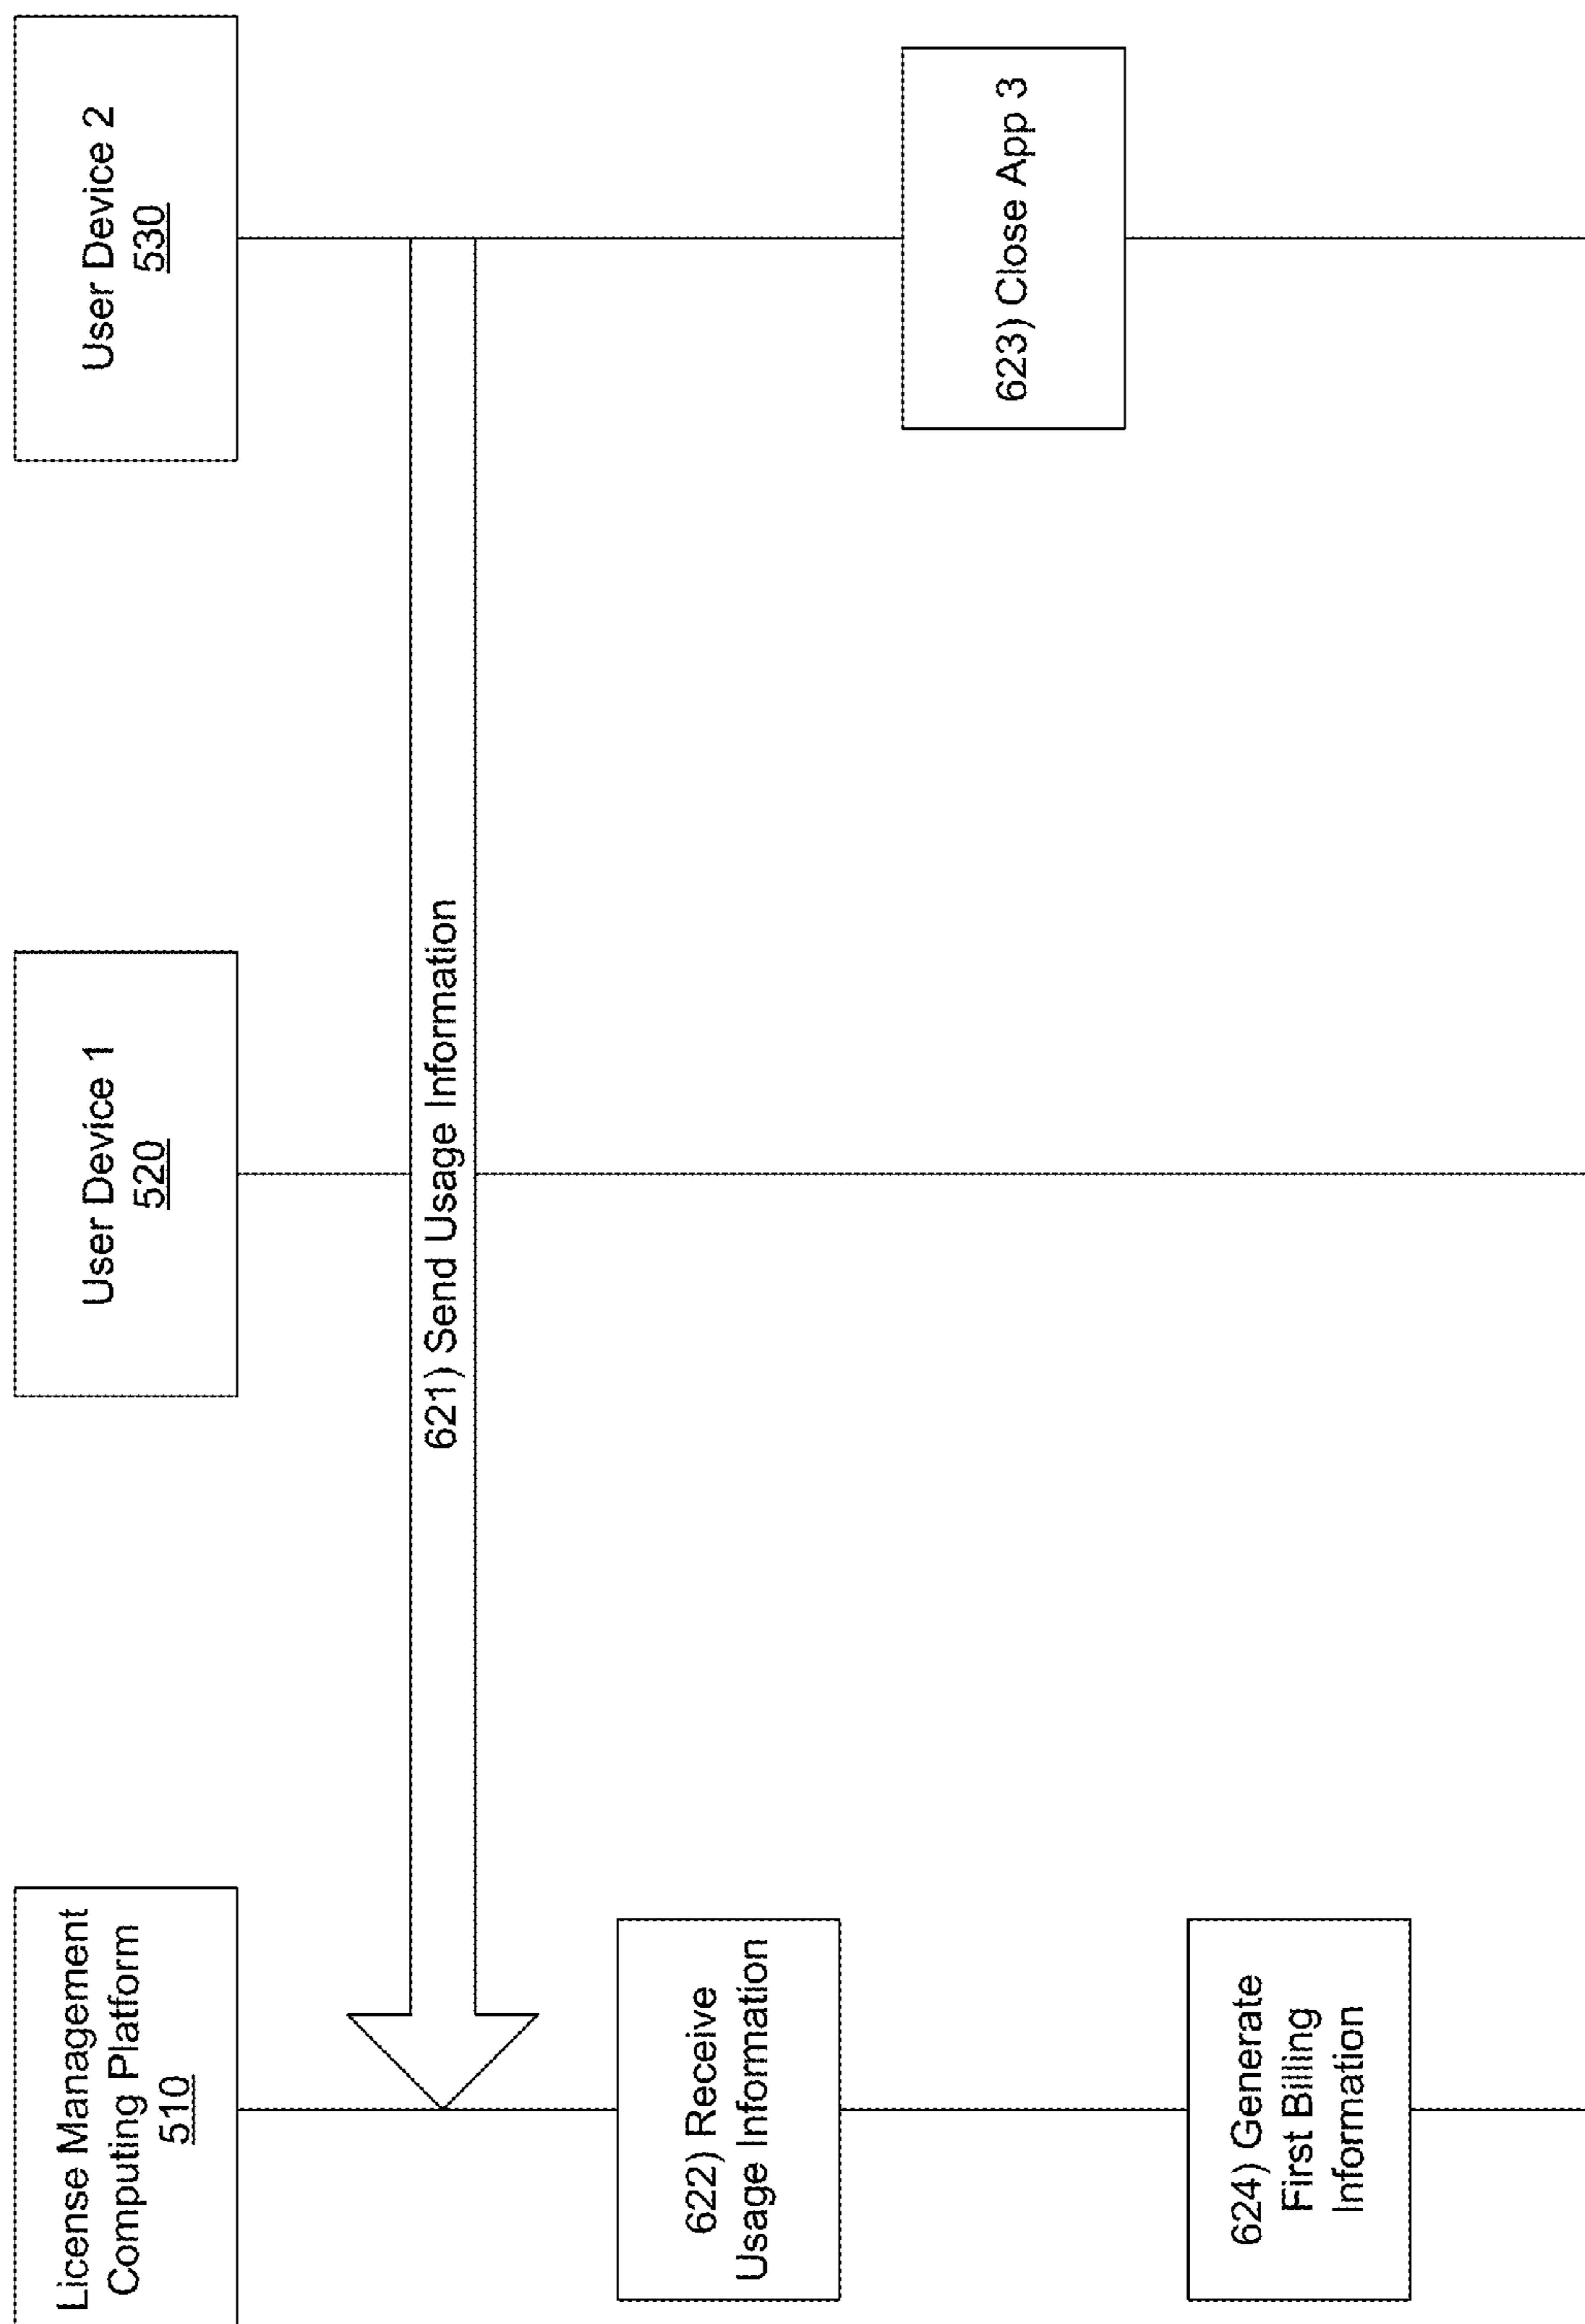 License Management
Computing Platform
510
User Device 1
520
User Device 2
530
621) Send Usage Information
622) Receive
Usage Information
623) Close App 3
624) Generate
First Billing
Information